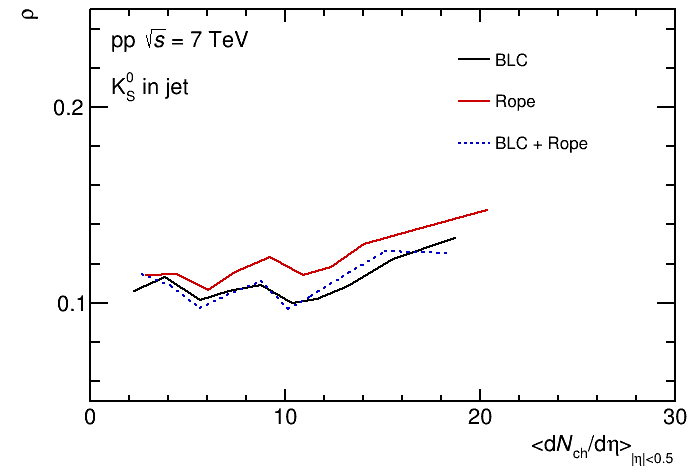 ρ
pp √s = 7 TeV
K⁰_S in jet
BLC
Rope
BLC + Rope
0.2
0.1
0 10 20 30
<dN_ch/dη>_|η|<0.5